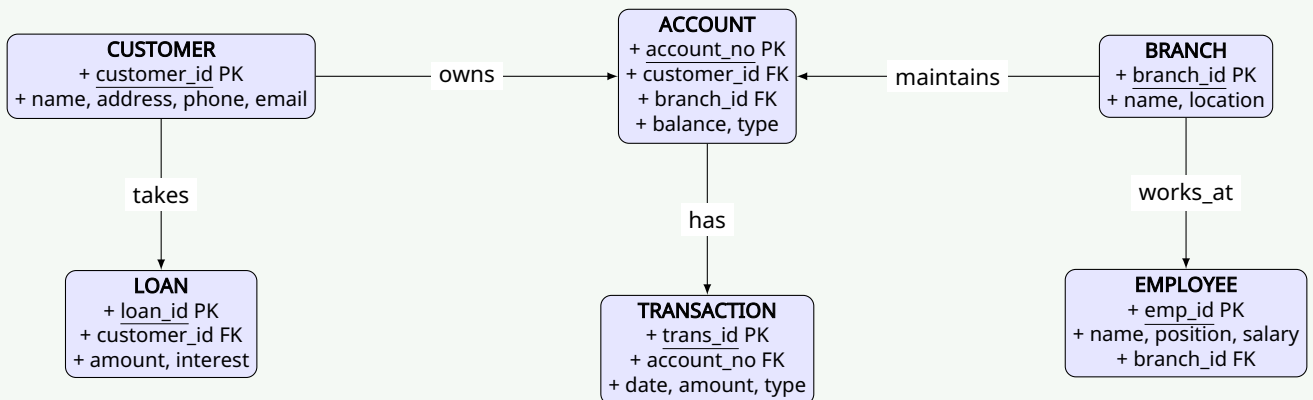 CUSTOMER
+ customer_id PK
+ name, address, phone, email
owns
ACCOUNT
+ account_no PK
+ customer_id FK
+ branch_id FK
+ balance, type
maintains
BRANCH
+ branch_id PK
+ name, location
takes
has
works_at
LOAN
+ loan_id PK
+ customer_id FK
+ amount, interest
TRANSACTION
+ trans_id PK
+ account_no FK
+ date, amount, type
EMPLOYEE
+ emp_id PK
+ name, position, salary
+ branch_id FK